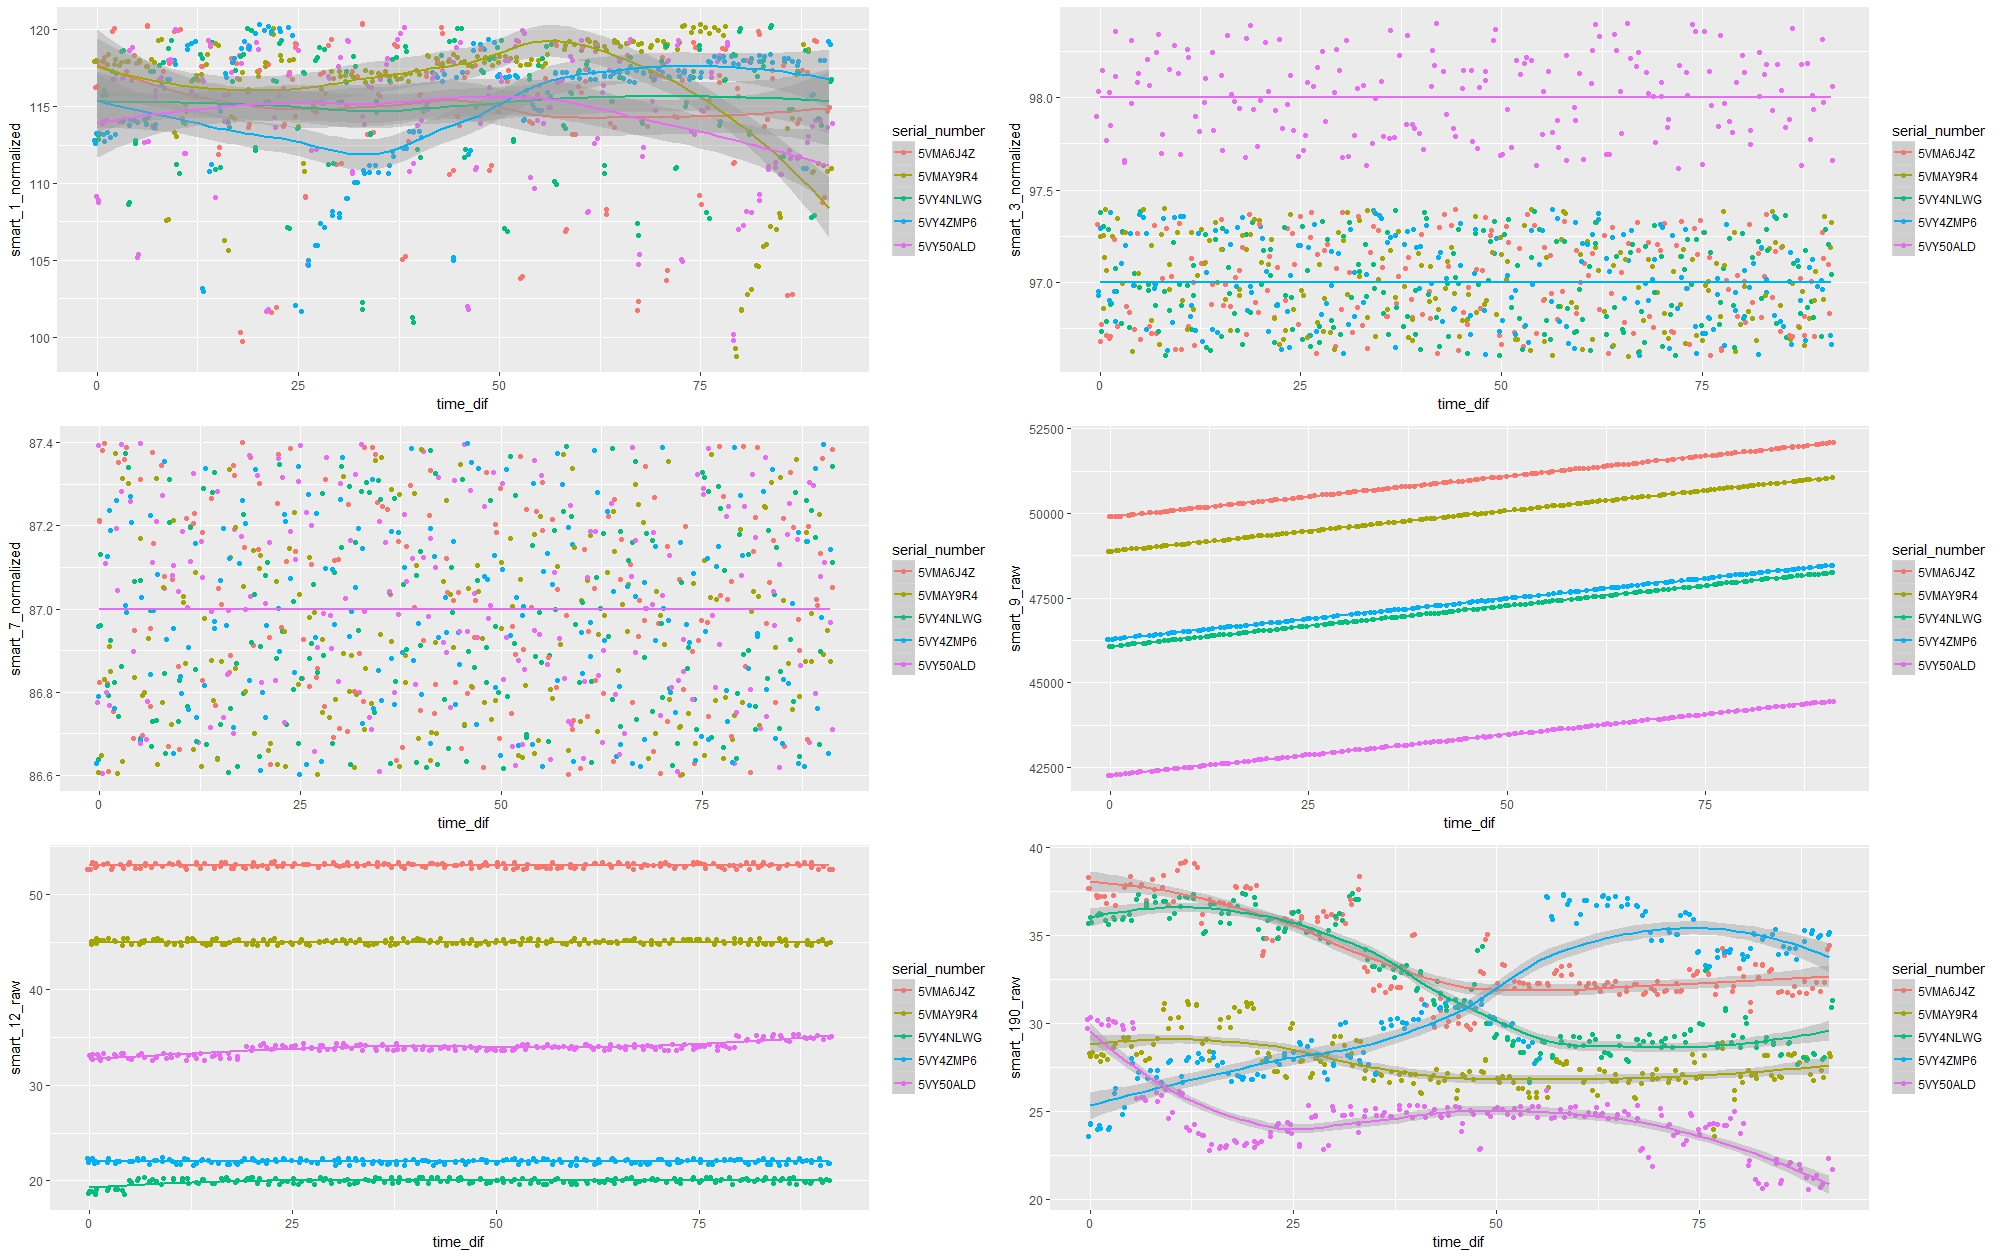 smart_1_normalized
120
115
110
105
100
0 25 50 75
time_dif
serial_number
5VMA6J4Z
5VMAY9R4
5VY4NLWG
5VY4ZMP6
5VY50ALD
smart_3_normalized
98.0
97.5
97.0
0 25 50 75
time_dif
serial_number
5VMA6J4Z
5VMAY9R4
5VY4NLWG
5VY4ZMP6
5VY50ALD
smart_7_normalized
87.4
87.2
87.0
86.8
86.6
0 25 50 75
time_dif
serial_number
5VMA6J4Z
5VMAY9R4
5VY4NLWG
5VY4ZMP6
5VY50ALD
smart_9_raw
52500
50000
47500
45000
42500
0 25 50 75
time_dif
serial_number
5VMA6J4Z
5VMAY9R4
5VY4NLWG
5VY4ZMP6
5VY50ALD
smart_12_raw
50
40
30
20
0 25 50 75
time_dif
serial_number
5VMA6J4Z
5VMAY9R4
5VY4NLWG
5VY4ZMP6
5VY50ALD
smart_190_raw
40
35
30
25
20
0 25 50 75
time_dif
serial_number
5VMA6J4Z
5VMAY9R4
5VY4NLWG
5VY4ZMP6
5VY50ALD